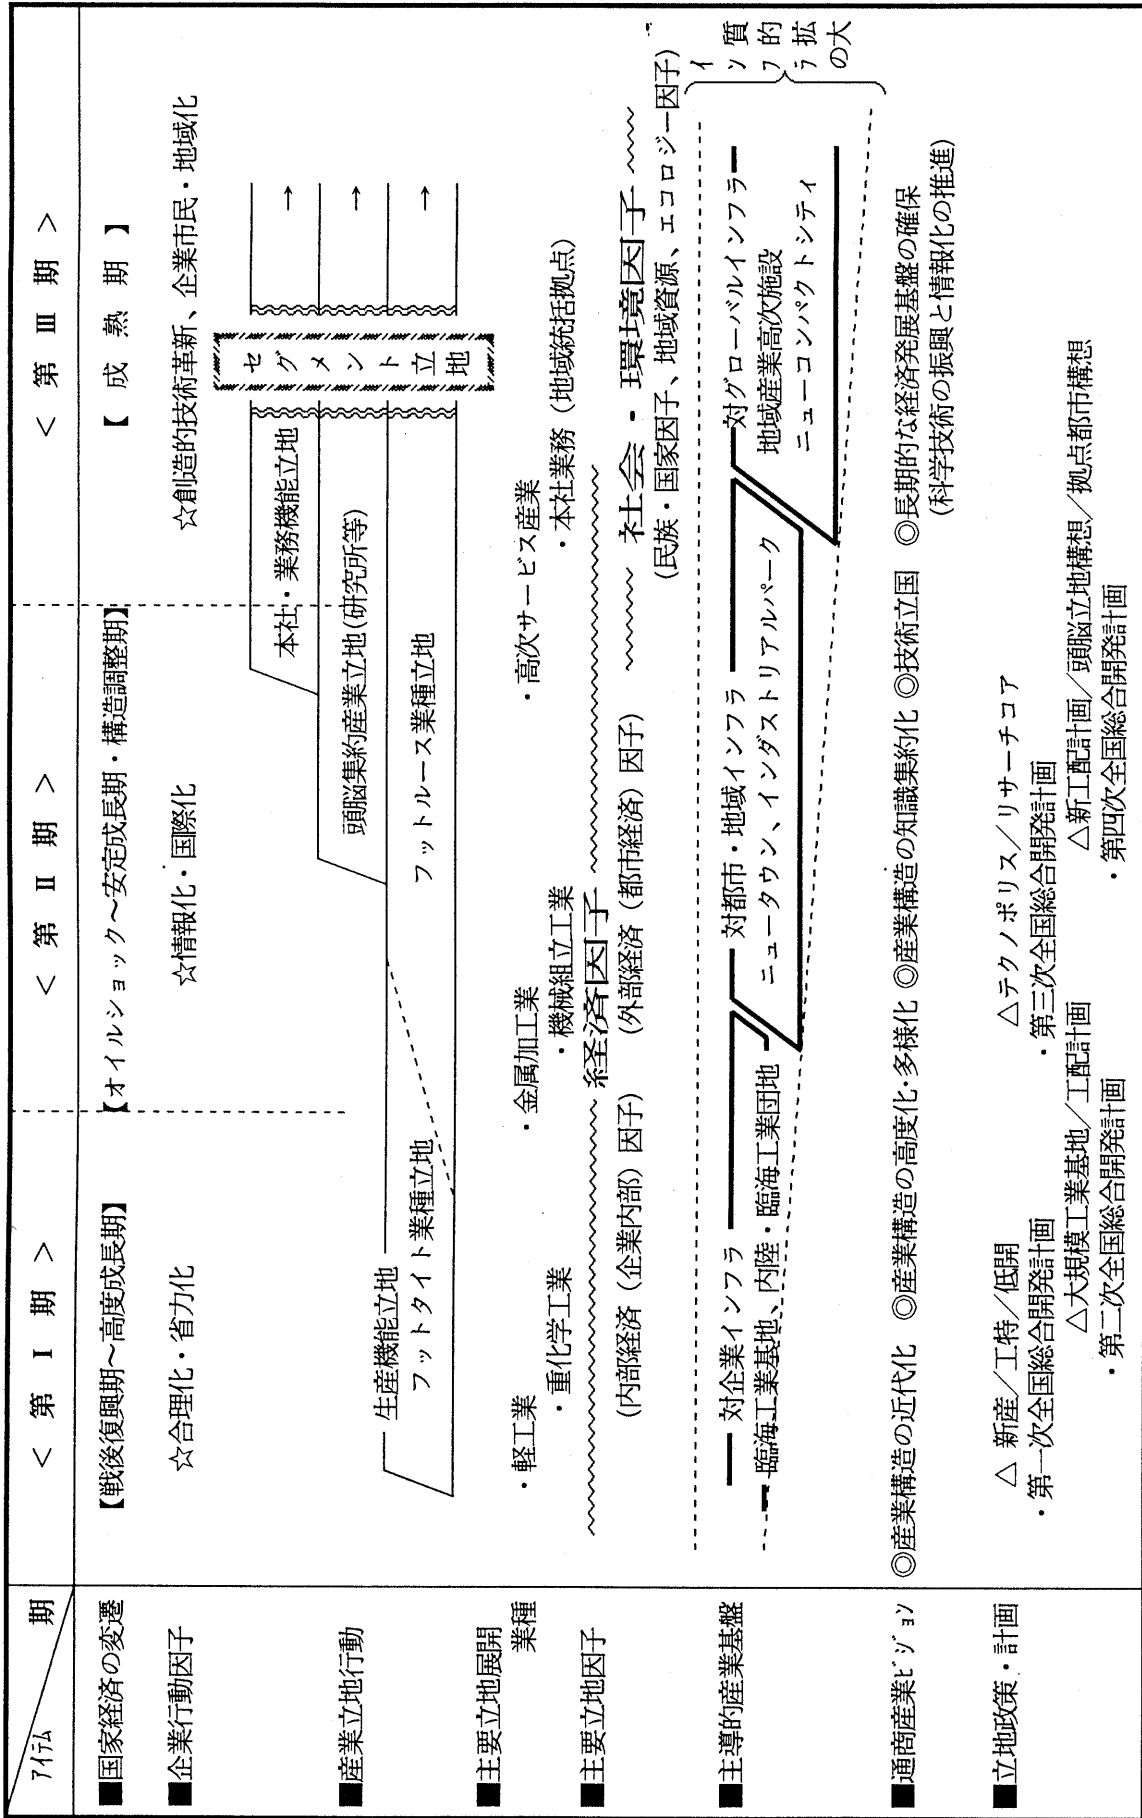 アイテム
期
＜ 第 Ⅰ 期 ＞
＜ 第 Ⅱ 期 ＞
＜ 第 Ⅲ 期 ＞
■国家経済の変遷
【戦後復興期～高度成長期】
【オイルショック～安定成長期・構造調整期】
【 成 熟 期 】
■企業行動因子
☆合理化・省力化
☆情報化・国際化
☆創造的技術革新、企業市民・地域化
■産業立地行動
生産機能立地
フットタイト業種立地
フットルース業種立地
頭脳集約産業立地(研究所等)
本社・業務機能立地
セグメント立地
→
→
→
■主要立地展開
業種
・軽工業
・重化学工業
・金属加工業
・機械組立工業
・高次サービス産業
・本社業務（地域統括拠点）
■主要立地因子
経済因子
社会・環境因子
(内部経済（企業内部）因子)
(外部経済（都市経済）因子)
(民族・国家因子、地域資源、エコロジー因子)
■主導的産業基盤
対企業インフラ
臨海工業基地、内陸・臨海工業団地
対都市・地域インフラ
ニュータウン、インダストリアルパーク
対グローバルインフラ
地域産業高次施設
ニューコンパクトシティ
インフラの
質的拡大
■通商産業ビジョン
◎産業構造の近代化
◎産業構造の高度化・多様化
◎産業構造の知識集約化
◎技術立国
◎長期的な経済発展基盤の確保
(科学技術の振興と情報化の推進)
■立地政策・計画
△ 新産／工特／低開
・第一次全国総合開発計画
△大規模工業基地／工配計画
・第二次全国総合開発計画
△テクノポリス／リサーチコア
・第三次全国総合開発計画
△新工配計画／頭脳立地構想／拠点都市構想
・第四次全国総合開発計画